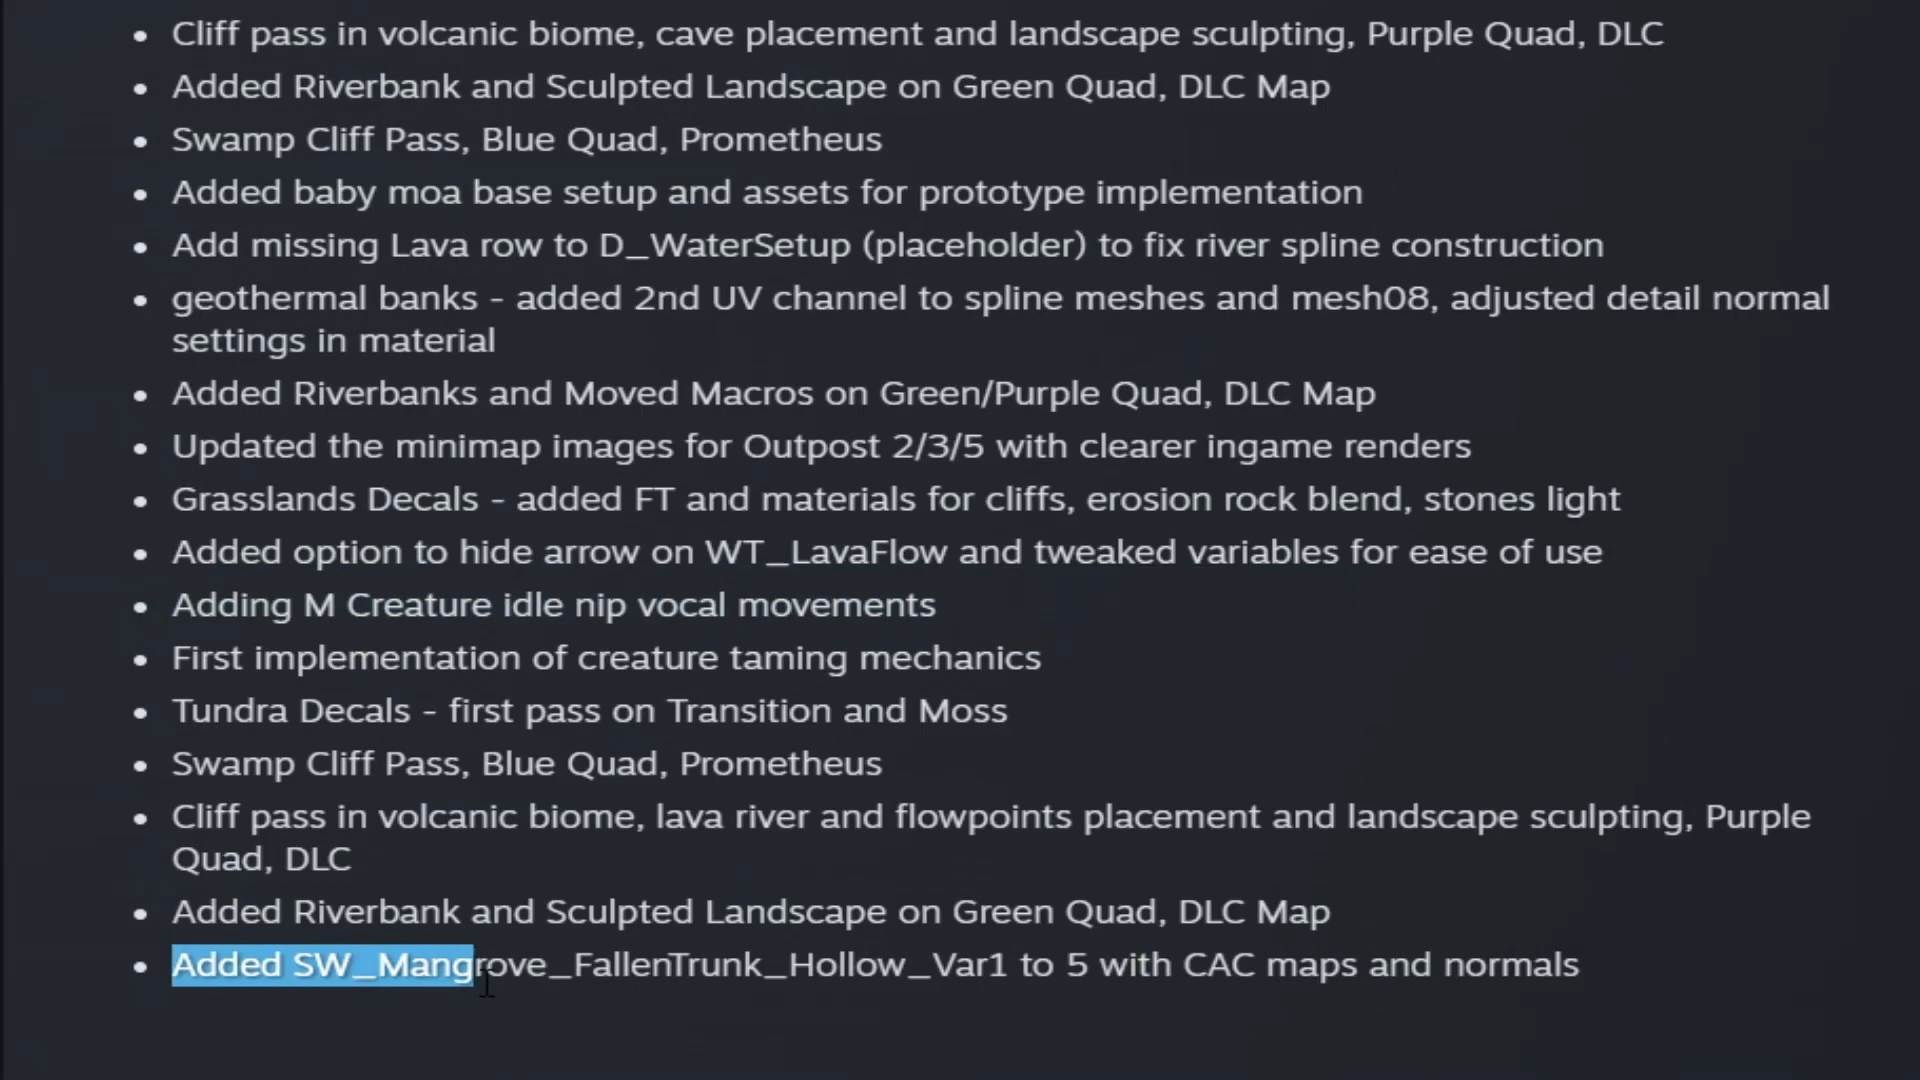 Cliff pass in volcanic biome, cave placement and landscape sculpting, Purple Quad, DLC
Added Riverbank and Sculpted Landscape on Green Quad, DLC Map
Swamp Cliff Pass, Blue Quad, Prometheus
Added baby moa base setup and assets for prototype implementation
Add missing Lava row to D_WaterSetup (placeholder) to fix river spline construction
geothermal banks - added 2nd UV channel to spline meshes and mesh08, adjusted detail normal
settings in material
Added Riverbanks and Moved Macros on Green/Purple Quad, DLC Map
Updated the minimap images for Outpost 2/3/5 with clearer ingame renders
Grasslands Decals - added FT and materials for cliffs, erosion rock blend, stones light
Added option to hide arrow on WT_LavaFlow and tweaked variables for ease of use
Adding M Creature idle nip vocal movements
First implementation of creature taming mechanics
Tundra Decals - first pass on Transition and Moss
Swamp Cliff Pass, Blue Quad, Prometheus
Cliff pass in volcanic biome, lava river and flowpoints placement and landscape sculpting, Purple
Quad, DLC
Added Riverbank and Sculpted Landscape on Green Quad, DLC Map
Added SW_Mangrove_FallenTrunk_Hollow_Var1 to 5 with CAC maps and normals